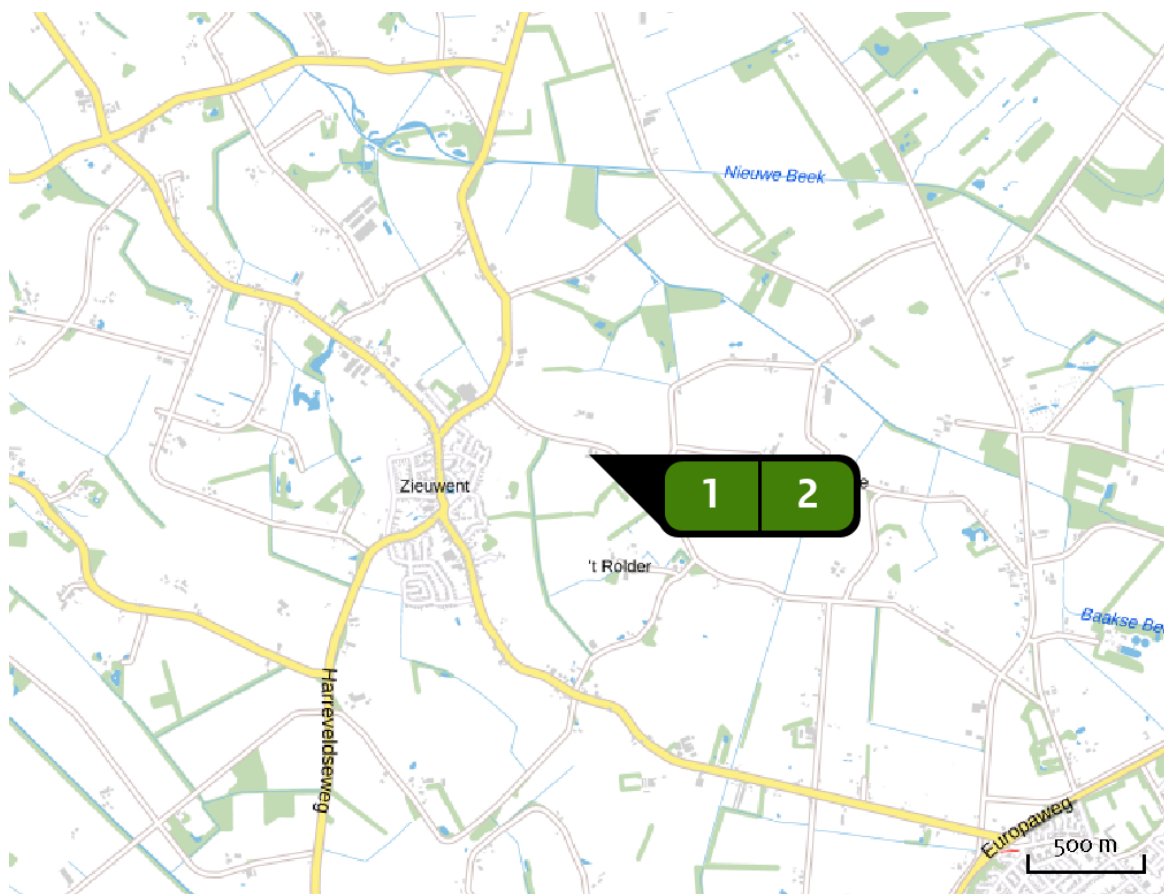 Nieuwe Beek
Zieuwent
1 2
't Rolder
Baakse Be
Harreveldseweg
Europaweg
500 m